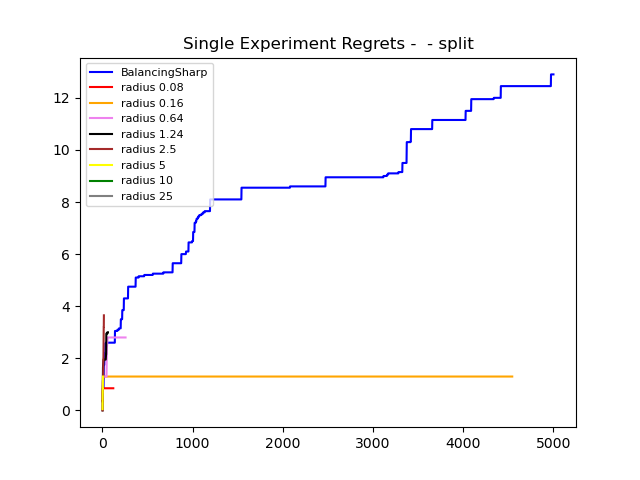 Single Experiment Regrets -  - split
BalancingSharp
radius 0.08
radius 0.16
radius 0.64
radius 1.24
radius 2.5
radius 5
radius 10
radius 25
12
10
8
6
4
2
0
0 1000 2000 3000 4000 5000